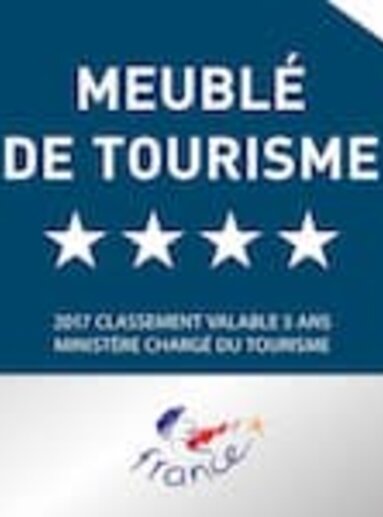 MEUBLÉ
DE TOURISME
2017 CLASSEMENT VALABLE 5 ANS
MINISTÈRE CHARGÉ DU TOURISME
france